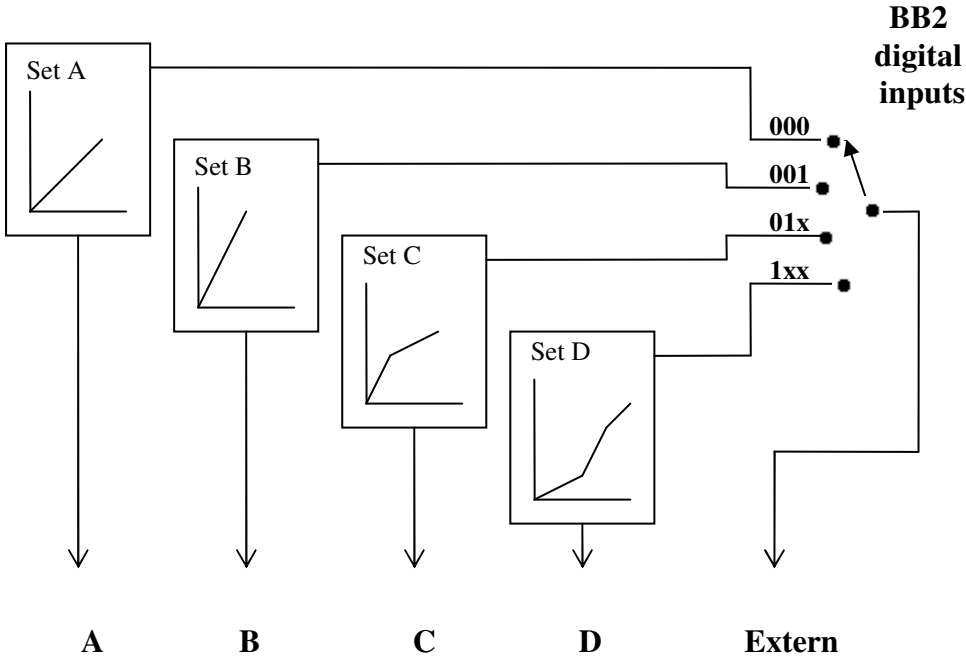 BB2
digital
inputs
Set A
000
Set B
001
01x
Set C
1xx
Set D
A B C D Extern